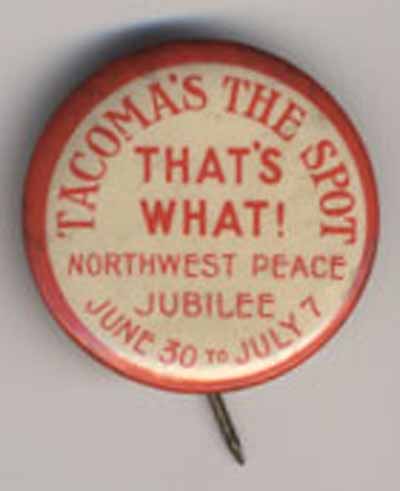 TACOMA'S THE SPOT
THAT'S
WHAT!
NORTHWEST PEACE
JUBILEE
JUNE 30 TO JULY 7